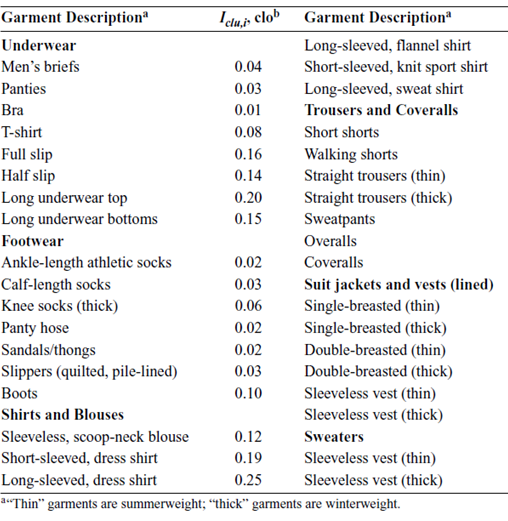 Garment Description^a I_clu,i, clo^b Garment Description^a
Underwear Long-sleeved, flannel shirt
Men's briefs 0.04 Short-sleeved, knit sport shirt
Panties 0.03 Long-sleeved, sweat shirt
Bra 0.01 Trousers and Coveralls
T-shirt 0.08 Short shorts
Full slip 0.16 Walking shorts
Half slip 0.14 Straight trousers (thin)
Long underwear top 0.20 Straight trousers (thick)
Long underwear bottoms 0.15 Sweatpants
Footwear Overalls
Ankle-length athletic socks 0.02 Coveralls
Calf-length socks 0.03 Suit jackets and vests (lined)
Knee socks (thick) 0.06 Single-breasted (thin)
Panty hose 0.02 Single-breasted (thick)
Sandals/thongs 0.02 Double-breasted (thin)
Slippers (quilted, pile-lined) 0.03 Double-breasted (thick)
Boots 0.10 Sleeveless vest (thin)
Shirts and Blouses Sleeveless vest (thick)
Sleeveless, scoop-neck blouse 0.12 Sweaters
Short-sleeved, dress shirt 0.19 Sleeveless vest (thin)
Long-sleeved, dress shirt 0.25 Sleeveless vest (thick)
^a"Thin" garments are summerweight; "thick" garments are winterweight.